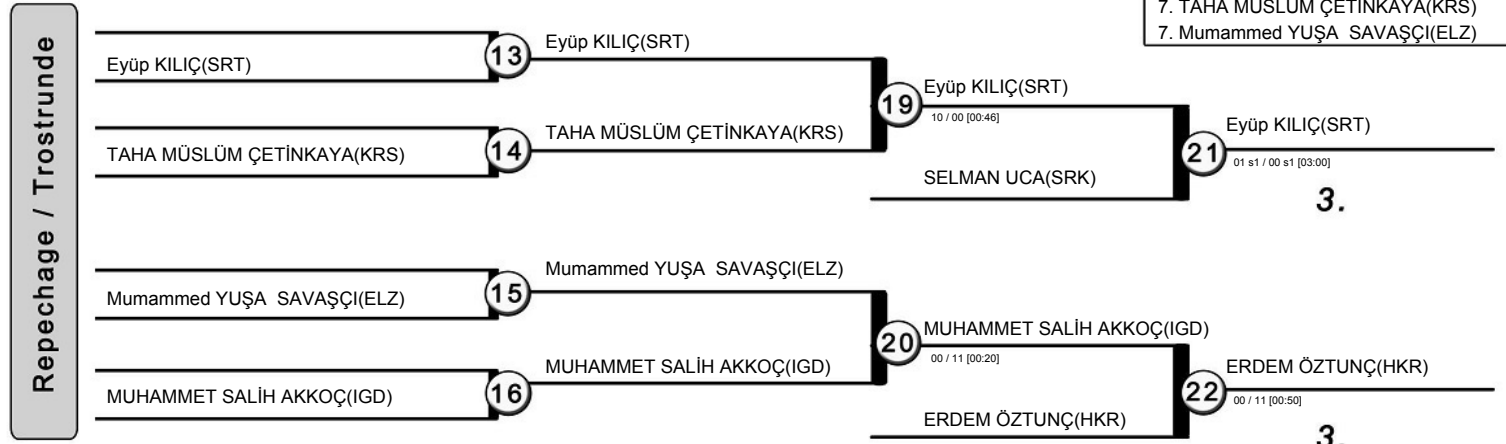 7. TAHA MÜSLÜM ÇETİNKAYA(KRS)
7. Mumammed YUŞA  SAVAŞÇI(ELZ)
Repechage / Trostrunde
Eyüp KILIÇ(SRT)
13
Eyüp KILIÇ(SRT)
TAHA MÜSLÜM ÇETİNKAYA(KRS)
14
TAHA MÜSLÜM ÇETİNKAYA(KRS)
19
Eyüp KILIÇ(SRT)
10 / 00 [00:46]
SELMAN UCA(SRK)
21
Eyüp KILIÇ(SRT)
01 s1 / 00 s1 [03:00]
3.
Mumammed YUŞA  SAVAŞÇI(ELZ)
15
Mumammed YUŞA  SAVAŞÇI(ELZ)
MUHAMMET SALİH AKKOÇ(IGD)
16
MUHAMMET SALİH AKKOÇ(IGD)
20
MUHAMMET SALİH AKKOÇ(IGD)
00 / 11 [00:20]
ERDEM ÖZTUNÇ(HKR)
22
ERDEM ÖZTUNÇ(HKR)
00 / 11 [00:50]
3.